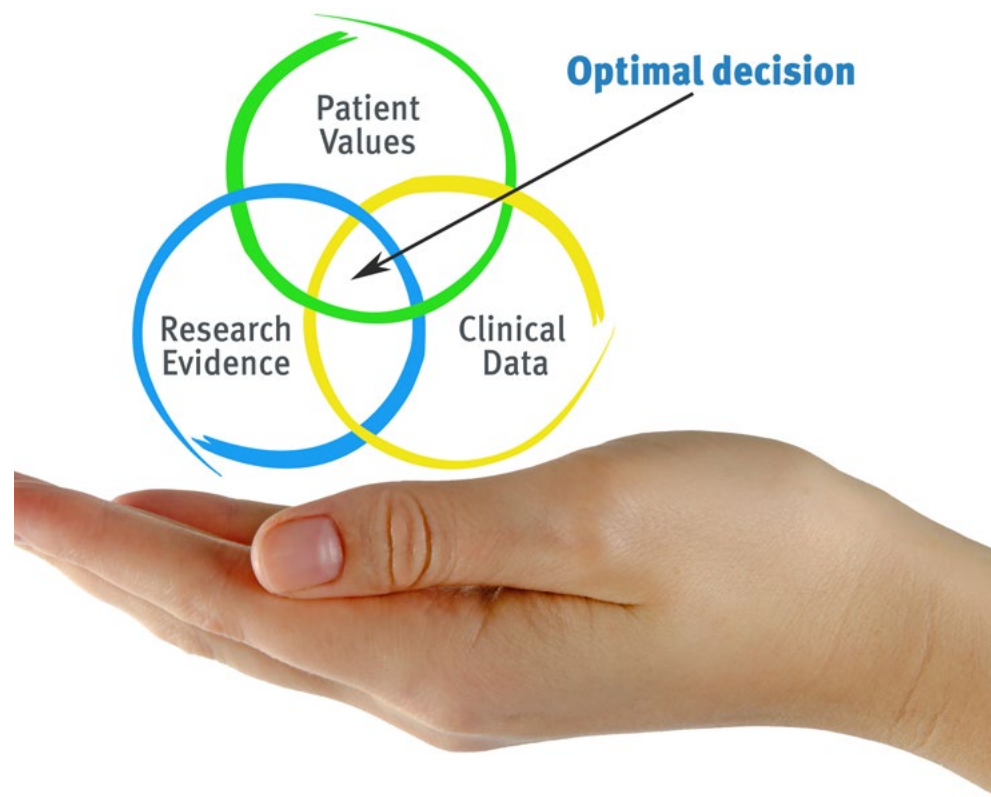 Optimal decision
Patient
Values
Research
Evidence
Clinical
Data